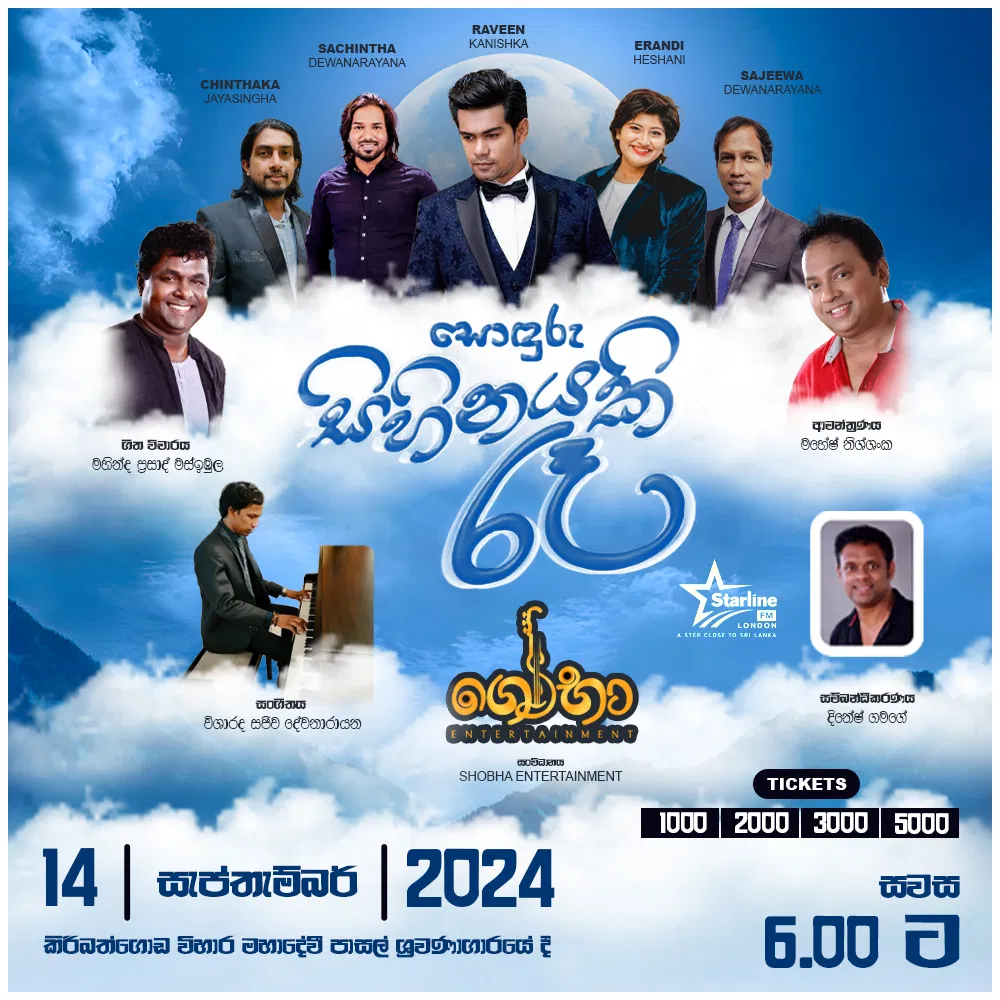 RAVEEN
KANISHKA
SACHINTHA
DEWANARAYANA
ERANDI
HESHANI
CHINTHAKA
JAYASINGHA
SAJEEWA
DEWANARAYANA
සොඳුරු
සිහිනයකි
රෑ
ගීත විචාරය
මහින්ද ප්‍රසාද් මස්ඉඹුල
ආමන්ත්‍රණය
මහේෂ් නිශ්ශංක
Starline
FM
LONDON
A STEP CLOSE TO SRI LANKA
සංගීතය
විශාරද සජීව දේවනාරායන
සම්බන්ධීකරණය
දිනේෂ් ගමගේ
ශෝභා
ENTERTAINMENT
සංවිධානය
SHOBHA ENTERTAINMENT
TICKETS
1000 2000 3000 5000
14 සැප්තැම්බර් 2024
කිරිබත්ගොඩ විහාර මහාදේවී පාසල් ශ්‍රවණාගාරයේ දී
සවස
6.00 ට